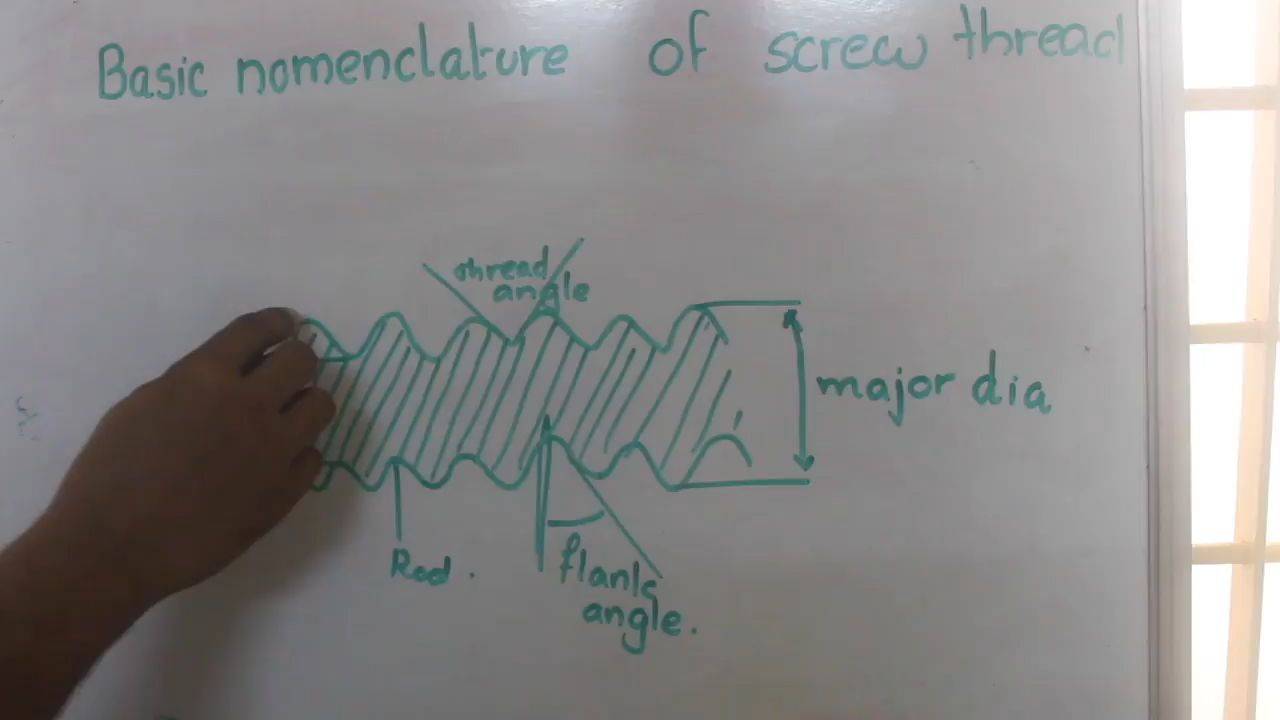 Basic nomenclature of screw thread
thread
angle
major dia
Rod.
flank
angle.